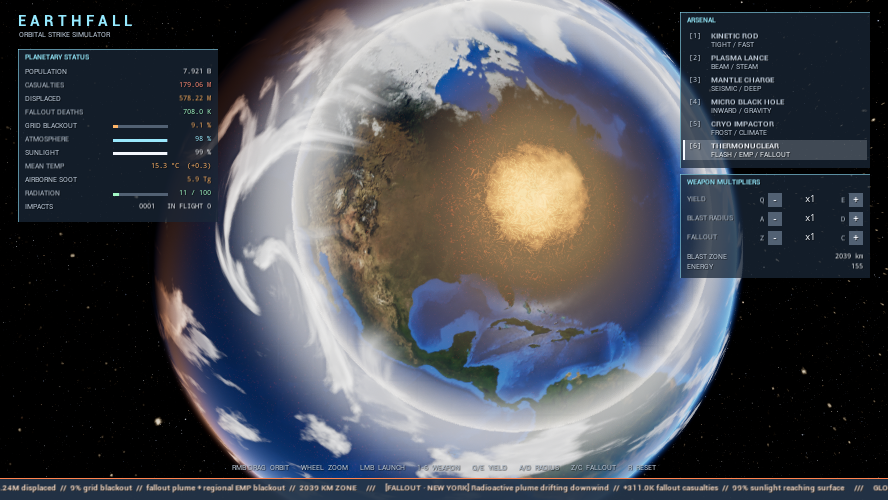 EARTHFALL
ORBITAL STRIKE SIMULATOR
PLANETARY STATUS
POPULATION 7.921 B
CASUALTIES 179.06 M
DISPLACED 578.22 M
FALLOUT DEATHS 708.0 K
GRID BLACKOUT 9.1 %
ATMOSPHERE 98 %
SUNLIGHT 99 %
MEAN TEMP 15.3 °C (+0.3)
AIRBORNE SOOT 5.9 Tg
RADIATION 11 / 100
IMPACTS 0001 IN FLIGHT 0
ARSENAL
[1] KINETIC ROD
TIGHT / FAST
[2] PLASMA LANCE
BEAM / STEAM
[3] MANTLE CHARGE
SEISMIC / DEEP
[4] MICRO BLACK HOLE
INWARD / GRAVITY
[5] CRYO IMPACTOR
FROST / CLIMATE
[6] THERMONUCLEAR
FLASH / EMP / FALLOUT
WEAPON MULTIPLIERS
YIELD Q - x1 E +
BLAST RADIUS A - x1 D +
FALLOUT Z - x1 C +
BLAST ZONE 2039 km
ENERGY 155
RMB DRAG ORBIT WHEEL ZOOM LMB LAUNCH 1-6 WEAPON Q/E YIELD A/D RADIUS Z/C FALLOUT R RESET
.24M displaced // 9% grid blackout // fallout plume + regional EMP blackout // 2039 KM ZONE /// [FALLOUT - NEW YORK] Radioactive plume drifting downwind // +311.0K fallout casualties // 99% sunlight reaching surface /// GLO